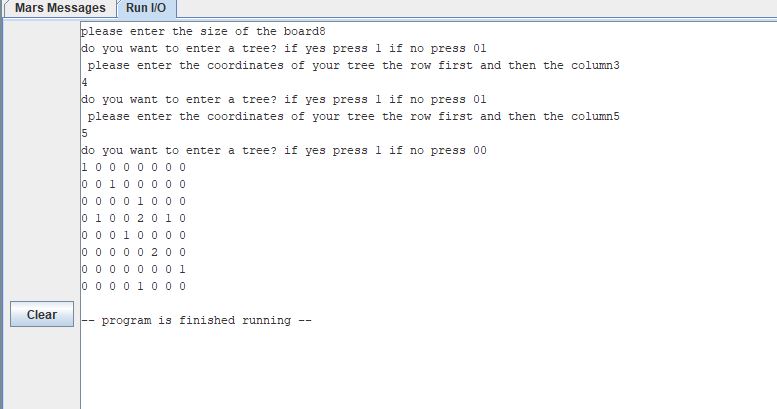 Mars Messages Run I/O
please enter the size of the board8
do you want to enter a tree? if yes press 1 if no press 01
please enter the coordinates of your tree the row first and then the column3
4
do you want to enter a tree? if yes press 1 if no press 01
please enter the coordinates of your tree the row first and then the column5
5
do you want to enter a tree? if yes press 1 if no press 00
1 0 0 0 0 0 0 0
0 0 1 0 0 0 0 0
0 0 0 0 1 0 0 0
0 1 0 0 2 0 1 0
0 0 0 1 0 0 0 0
0 0 0 0 0 2 0 0
0 0 0 0 0 0 0 1
0 0 0 0 1 0 0 0
Clear
-- program is finished running --